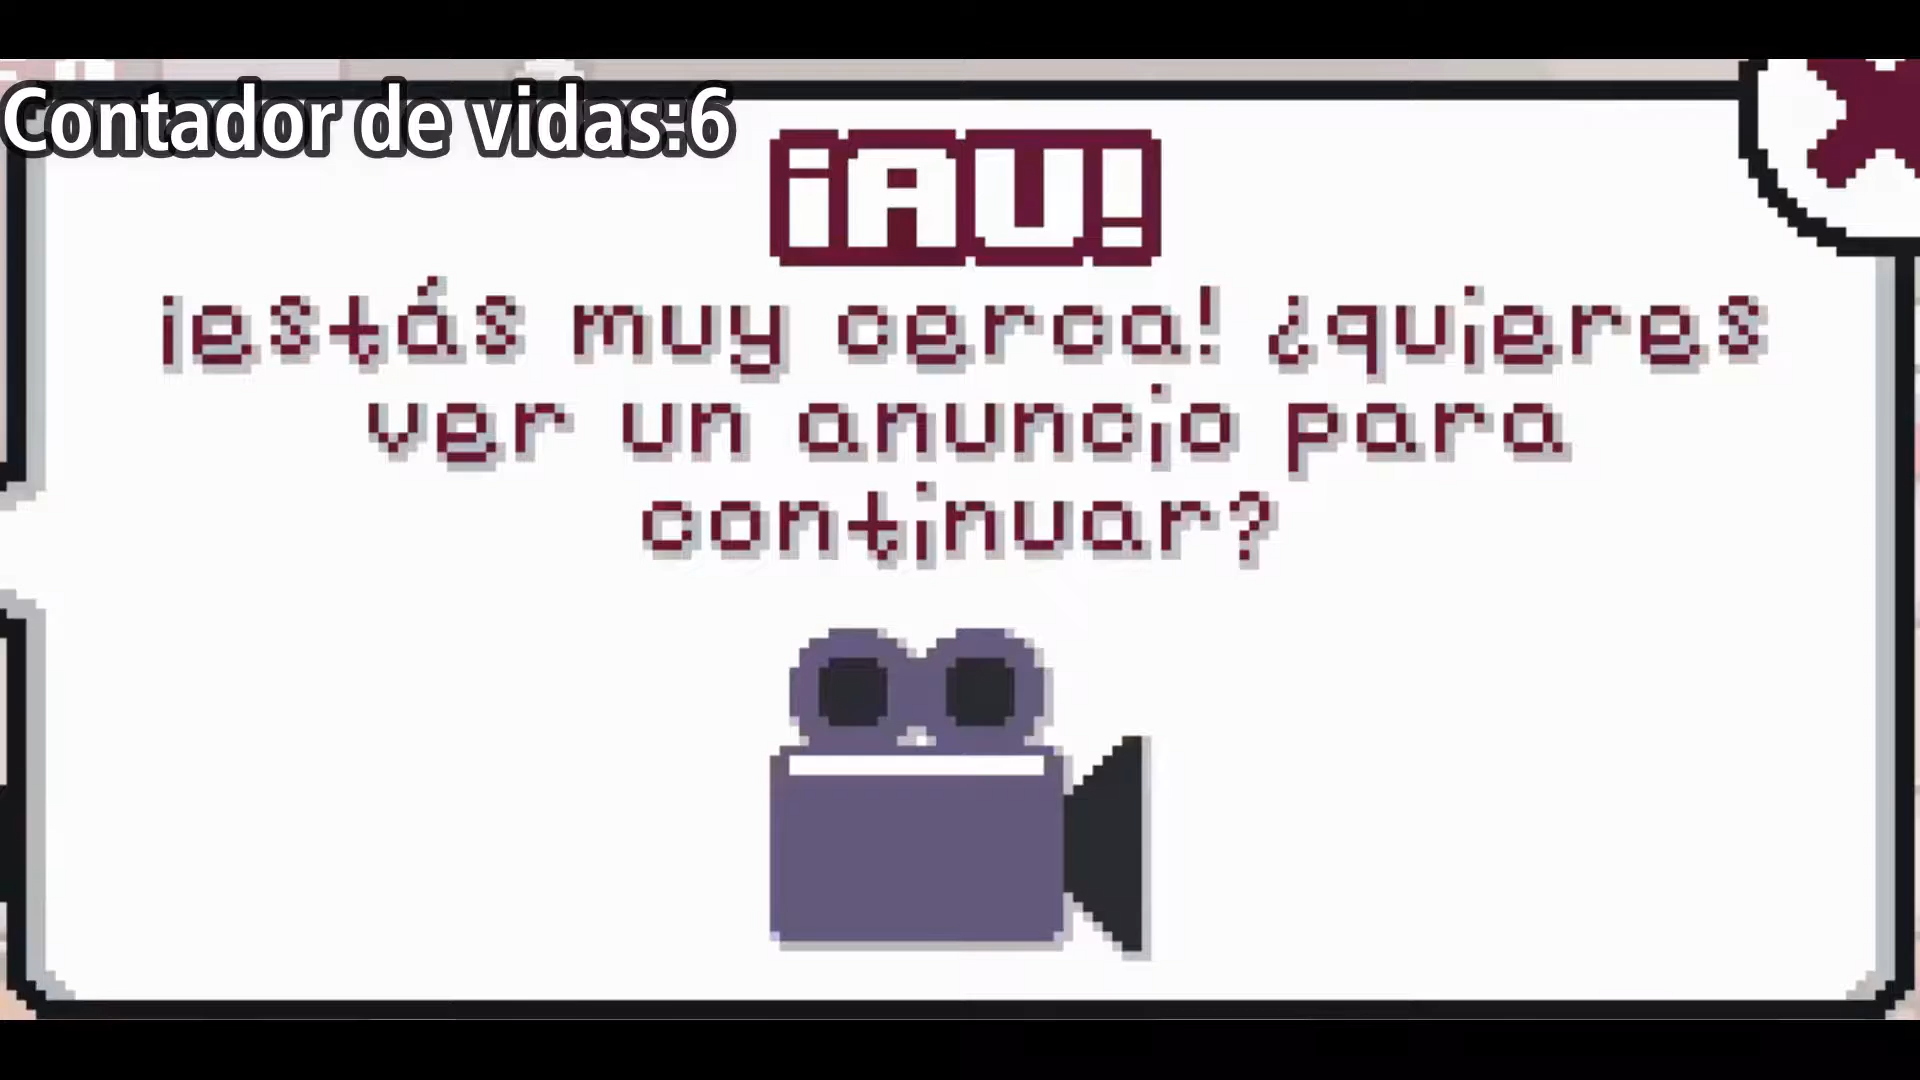 Contador de vidas:6
¡AU!
¡estás muy cerca! ¿quieres
ver un anuncio para
continuar?